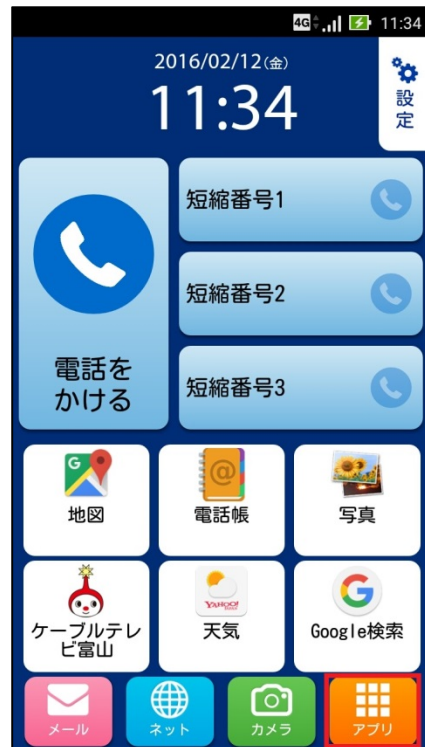 4G 11:34
2016/02/12(金)
11:34
設定
短縮番号1
短縮番号2
電話を
かける
短縮番号3
G
地図
@
電話帳
写真
ケーブルテレ
ビ富山
YAHOO!
天気
G
Google検索
メール
ネット
カメラ
アプリ